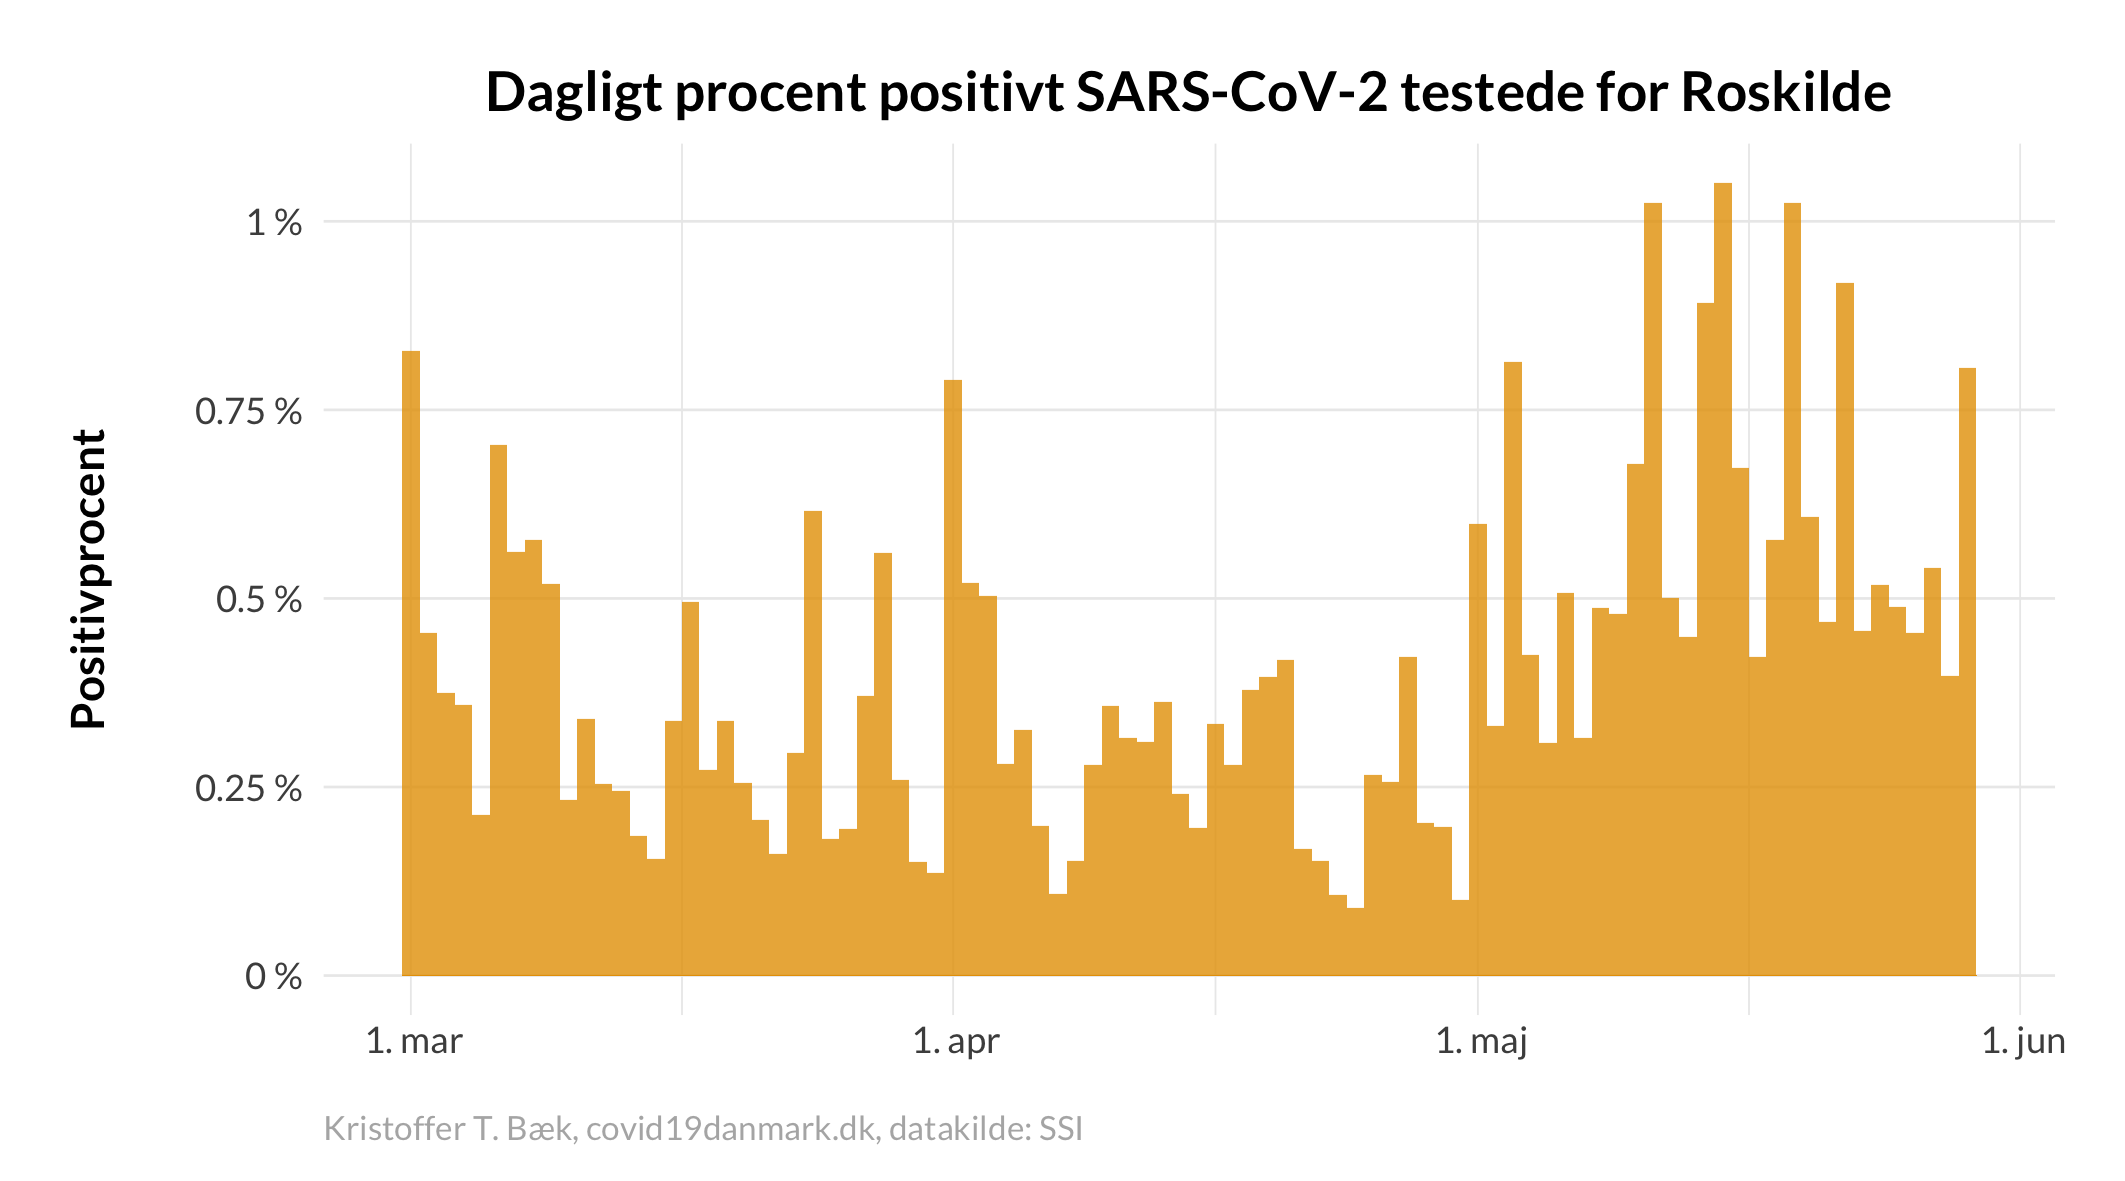 Dagligt procent positivt SARS-CoV-2 testede for Roskilde
Positivprocent
1 %
0.75 %
0.5 %
0.25 %
0 %
1. mar
1. apr
1. maj
1. jun
Kristoffer T. Bæk, covid19danmark.dk, datakilde: SSI